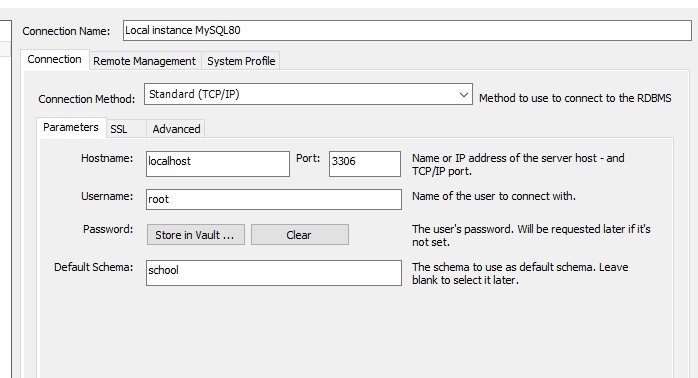 Connection Name: Local instance MySQL80
Connection Remote Management System Profile
Connection Method: Standard (TCP/IP) Method to use to connect to the RDBMS
Parameters SSL Advanced
Hostname: localhost Port: 3306 Name or IP address of the server host - and
TCP/IP port.
Username: root Name of the user to connect with.
Password: Store in Vault ... Clear The user's password. Will be requested later if it's
not set.
Default Schema: school The schema to use as default schema. Leave
blank to select it later.